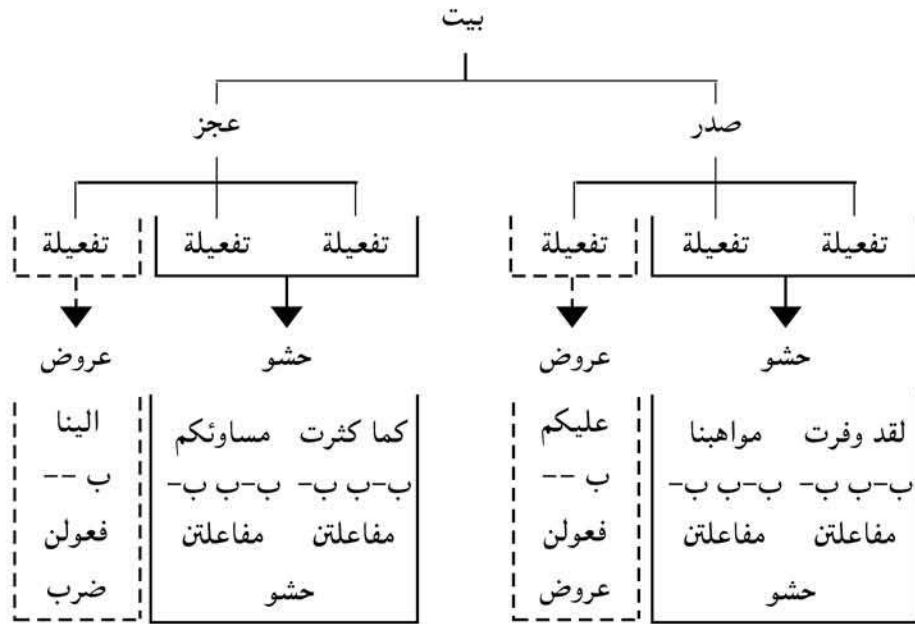 بيت
صدر عجز
تفعيلة تفعيلة تفعيلة تفعيلة تفعيلة تفعيلة
حشو عروض حشو عروض
لقد وفرت مواهبنا عليكم كما كثرت مساوئكم الينا
ب-ب ب- ب-ب ب- ب -- ب-ب ب- ب-ب ب- ب --
مفاعلتن مفاعلتن فعولن مفاعلتن مفاعلتن فعولن
حشو عروض حشو ضرب